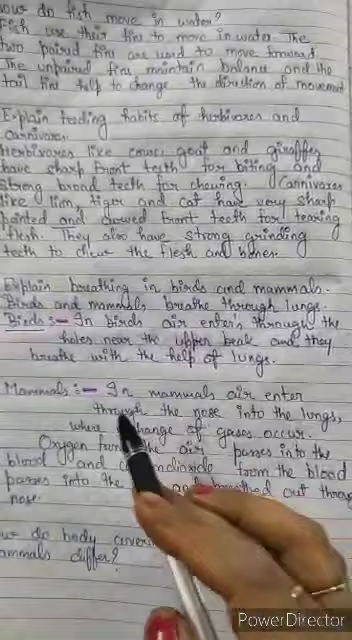 How do fish move in water?
Fish use their fins to move in water. The
two paired fins are used to move forward.
The unpaired fins maintain balance and the
tail fins help to change the direction of movement
Explain feeding habits of herbivores and
carnivores.
Herbivores like cows, goat and giraffes
have sharp front teeth for biting and
strong broad teeth for chewing. Carnivores
like lion, tiger and cat have very sharp
pointed and curved front teeth for tearing
flesh. They also have strong grinding
teeth to chew the flesh and bones.
Explain breathing in birds and mammals.
Birds and mammals breathe through lungs.
Birds:- In birds air enter's through the
holes near the upper beak and they
breathe with the help of lungs.
Mammals:- In mammals air enter
through the nose into the lungs,
where change of gases occur.
Oxygen from the air passes into the
blood and dioxide from the blood
passes into the and breathed out through
nose.
do body
differ?
PowerDirector